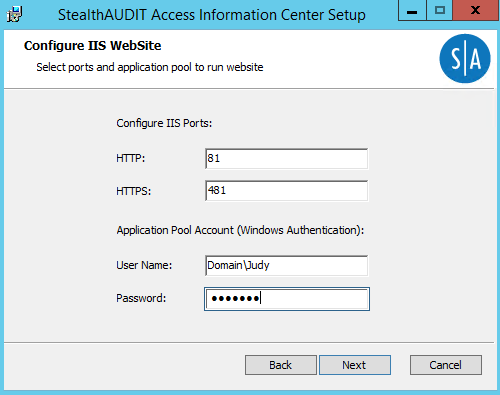 StealthAUDIT Access Information Center Setup
Configure IIS WebSite
Select ports and application pool to run website
S|A
Configure IIS Ports:
HTTP: 81
HTTPS: 481
Application Pool Account (Windows Authentication):
User Name: Domain\Judy
Password: ●●●●●●●
Back Next Cancel